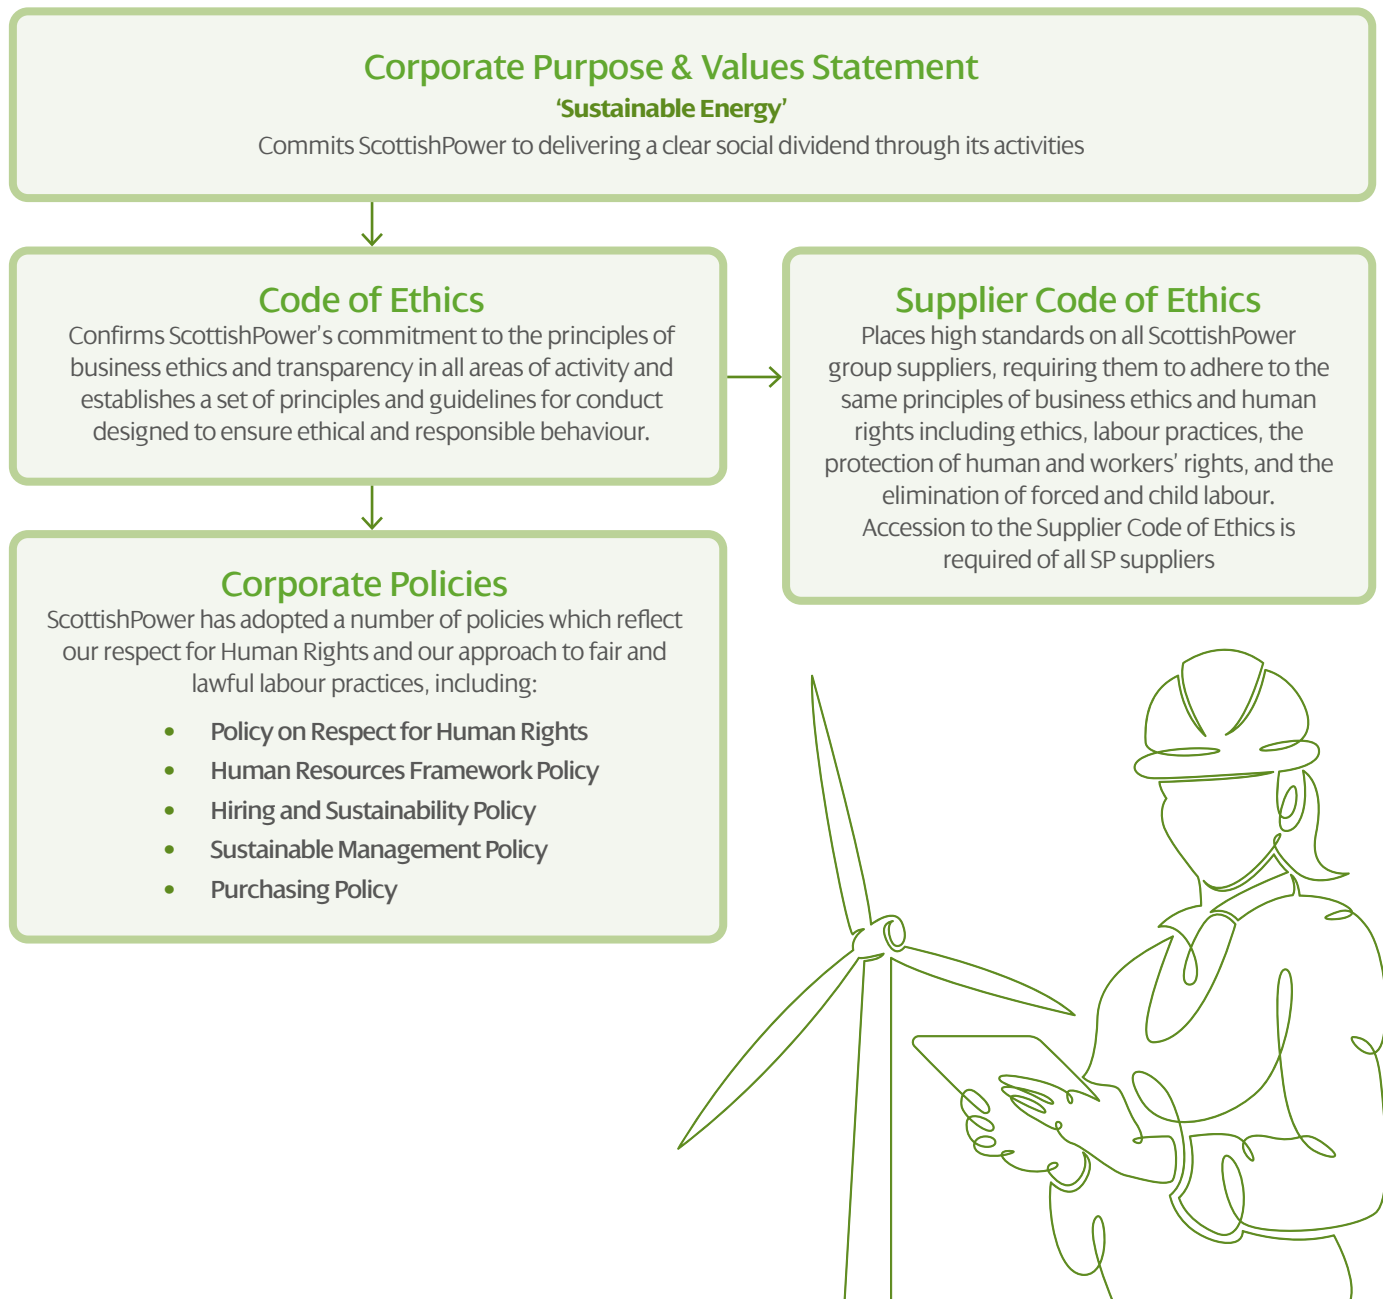 Corporate Purpose & Values Statement
‘Sustainable Energy’
Commits ScottishPower to delivering a clear social dividend through its activities
Code of Ethics
Confirms ScottishPower’s commitment to the principles of
business ethics and transparency in all areas of activity and
establishes a set of principles and guidelines for conduct
designed to ensure ethical and responsible behaviour.
Supplier Code of Ethics
Places high standards on all ScottishPower
group suppliers, requiring them to adhere to the
same principles of business ethics and human
rights including ethics, labour practices, the
protection of human and workers’ rights, and the
elimination of forced and child labour.
Accession to the Supplier Code of Ethics is
required of all SP suppliers
Corporate Policies
ScottishPower has adopted a number of policies which reflect
our respect for Human Rights and our approach to fair and
lawful labour practices, including:
• Policy on Respect for Human Rights
• Human Resources Framework Policy
• Hiring and Sustainability Policy
• Sustainable Management Policy
• Purchasing Policy